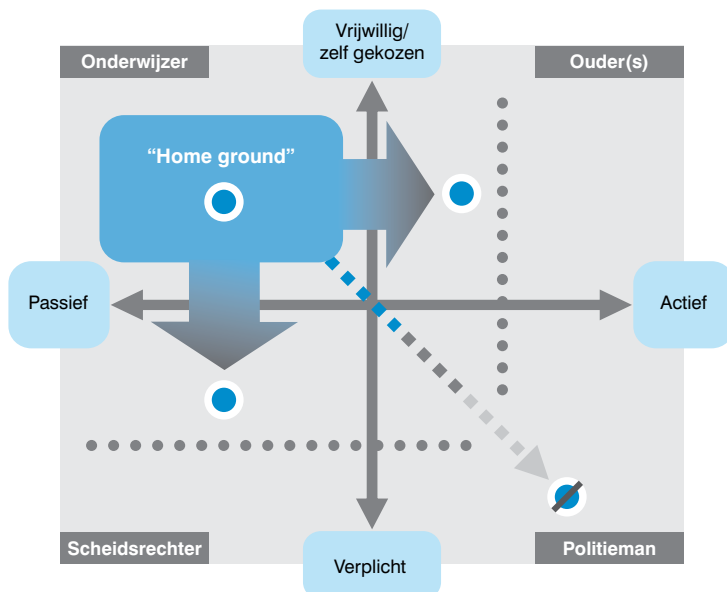 Vrijwillig/
zelf gekozen
Onderwijzer
Ouder(s)
“Home ground”
Passief
Actief
Scheidsrechter
Politieman
Verplicht